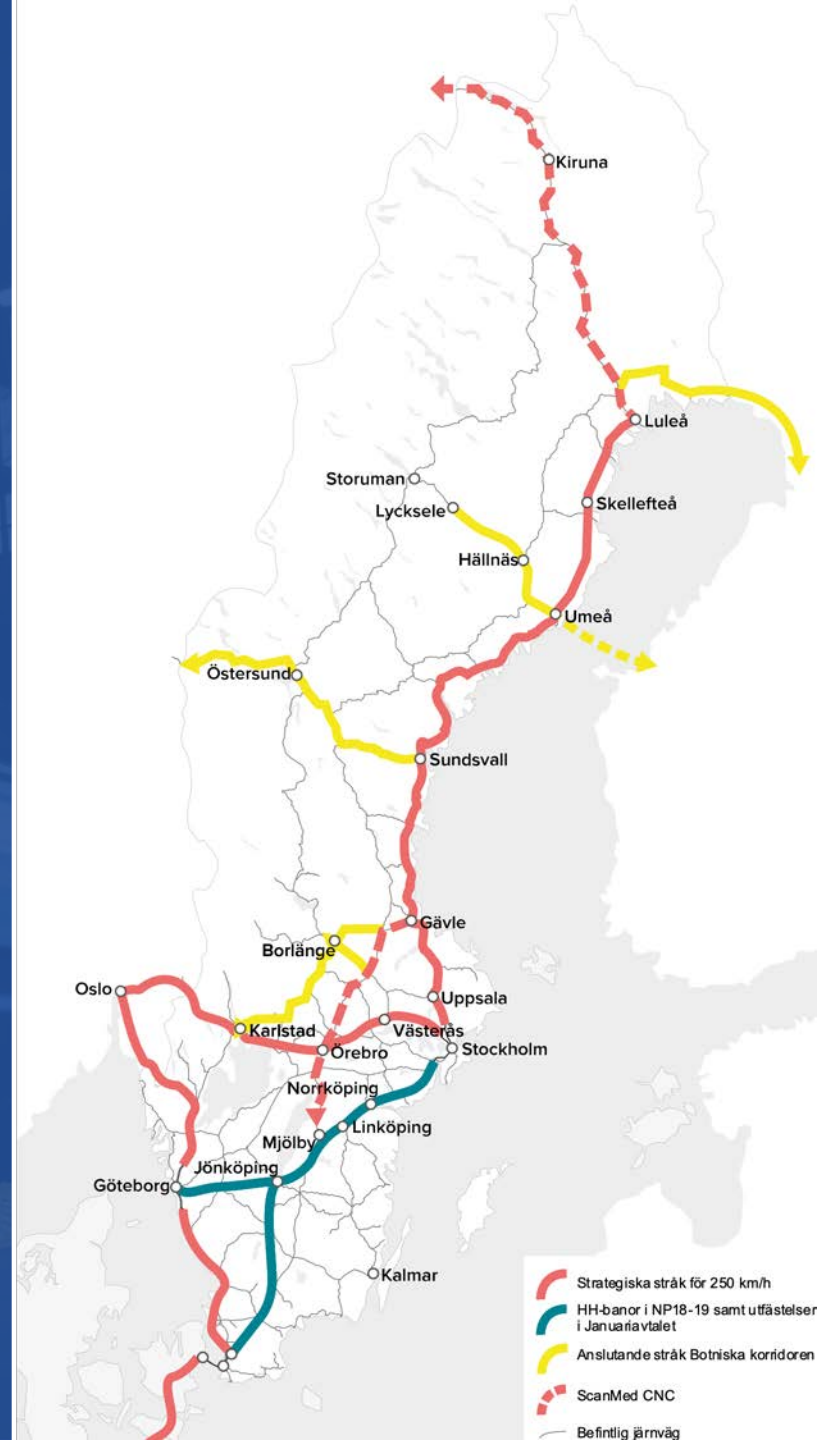 Kiruna
Luleå
Storuman
Skellefteå
Lycksele
Hällnäs
Umeå
Östersund
Sundsvall
Gävle
Borlänge
Oslo
Uppsala
Karlstad
Västerås
Örebro
Stockholm
Norrköping
Linköping
Mjölby
Jönköping
Göteborg
Kalmar
Strategiska stråk för 250 km/h
HH-banor i NP18-19 samt utfästelser
i Januariavtalet
Anslutande stråk Botniska korridoren
ScanMed CNC
Befintlig järnväg